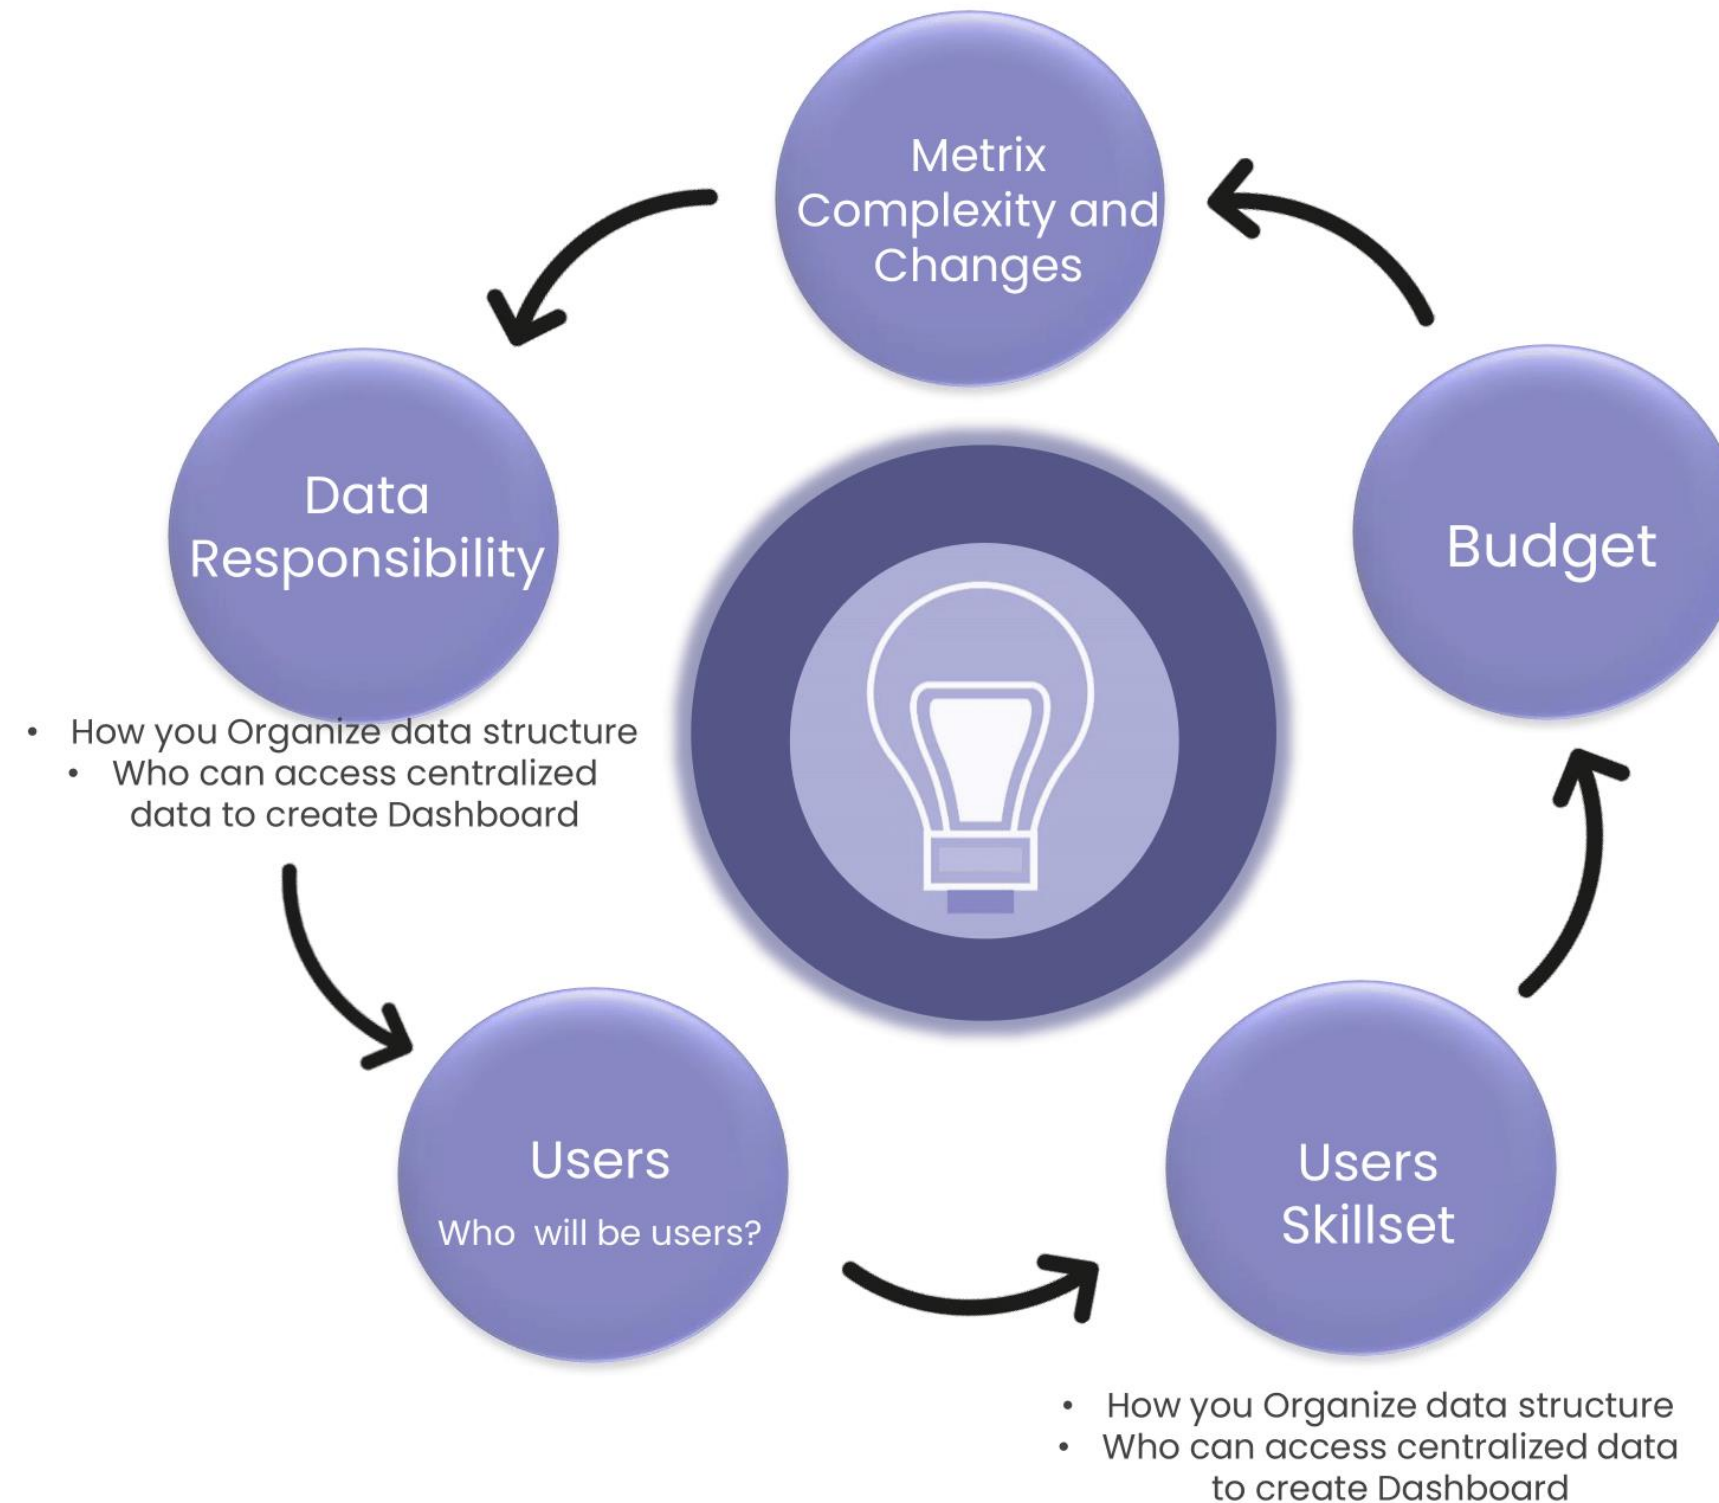 Metrix
Complexity and
Changes
Data
Responsibility
Budget
• How you Organize data structure
• Who can access centralized
data to create Dashboard
Users
Who will be users?
Users
Skillset
• How you Organize data structure
• Who can access centralized data
to create Dashboard